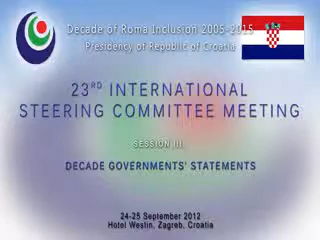 Decade of Roma Inclusion 2005-2015
Presidency of Republic of Croatia
23RD INTERNATIONAL
STEERING COMMITTEE MEETING
SESSION III
DECADE GOVERNMENTS' STATEMENTS
24-25 September 2012
Hotel Westin, Zagreb, Croatia